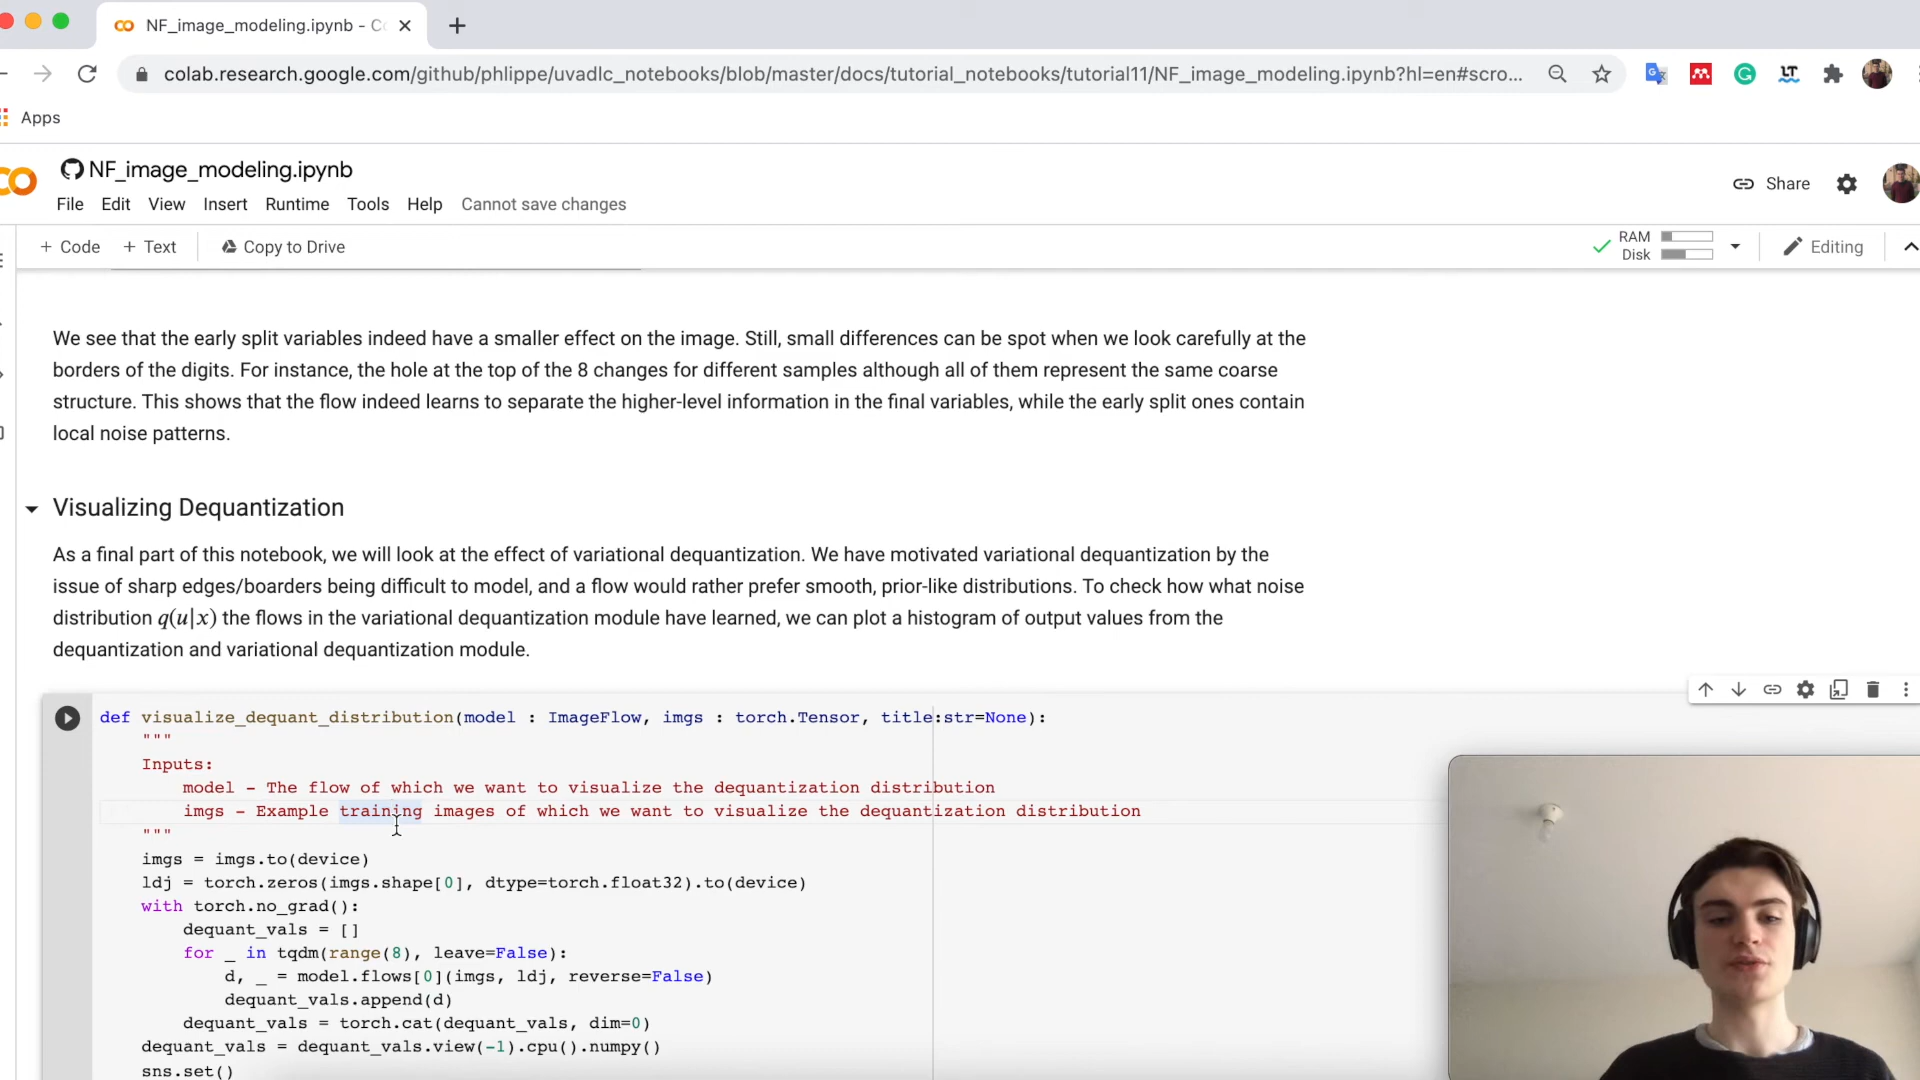 NF_image_modeling.ipynb - Co
colab.research.google.com/github/phlippe/uvadlc_notebooks/blob/master/docs/tutorial_notebooks/tutorial11/NF_image_modeling.ipynb?hl=en#scro...
Apps
NF_image_modeling.ipynb
Share
File Edit View Insert Runtime Tools Help Cannot save changes
+ Code + Text Copy to Drive RAM Disk Editing
We see that the early split variables indeed have a smaller effect on the image. Still, small differences can be spot when we look carefully at the
borders of the digits. For instance, the hole at the top of the 8 changes for different samples although all of them represent the same coarse
structure. This shows that the flow indeed learns to separate the higher-level information in the final variables, while the early split ones contain
local noise patterns.
Visualizing Dequantization
As a final part of this notebook, we will look at the effect of variational dequantization. We have motivated variational dequantization by the
issue of sharp edges/boarders being difficult to model, and a flow would rather prefer smooth, prior-like distributions. To check how what noise
distribution q(u|x) the flows in the variational dequantization module have learned, we can plot a histogram of output values from the
dequantization and variational dequantization module.
def visualize_dequant_distribution(model : ImageFlow, imgs : torch.Tensor, title:str=None):
"""
Inputs:
model - The flow of which we want to visualize the dequantization distribution
imgs - Example training images of which we want to visualize the dequantization distribution
"""
imgs = imgs.to(device)
ldj = torch.zeros(imgs.shape[0], dtype=torch.float32).to(device)
with torch.no_grad():
dequant_vals = []
for _ in tqdm(range(8), leave=False):
d, _ = model.flows[0](imgs, ldj, reverse=False)
dequant_vals.append(d)
dequant_vals = torch.cat(dequant_vals, dim=0)
dequant_vals = dequant_vals.view(-1).cpu().numpy()
sns.set()